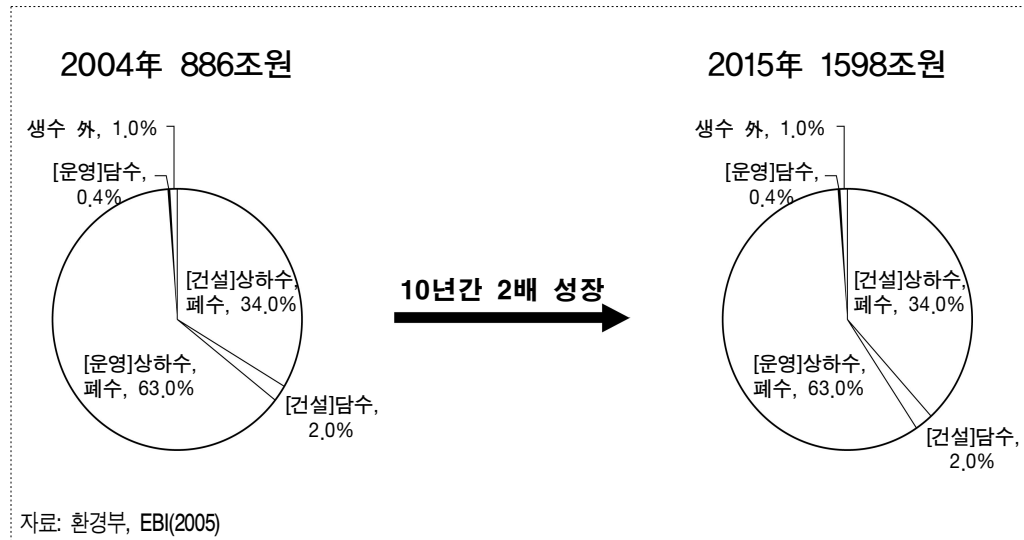 2004年 886조원
생수 外, 1.0%
[운영]담수,
0.4%
[건설]상하수,
폐수, 34.0%
[운영]상하수,
폐수, 63.0%
[건설]담수,
2.0%
10년간 2배 성장
2015年 1598조원
생수 外, 1.0%
[운영]담수,
0.4%
[건설]상하수,
폐수, 34.0%
[운영]상하수,
폐수, 63.0%
[건설]담수,
2.0%
자료: 환경부, EBI(2005)